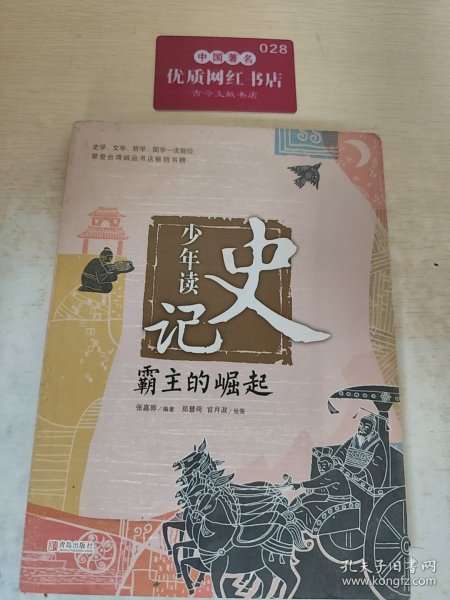 028
中国著名
优质网红书店
古今文献书店
史学、文学、哲学、国学一次到位
荣登台湾诚品书店畅销书榜
少年读
史记
霸主的崛起
张嘉骅/编著 郑慧荷 官月淑/绘图
青岛出版社
孔夫子旧书网
www.kongfz.com